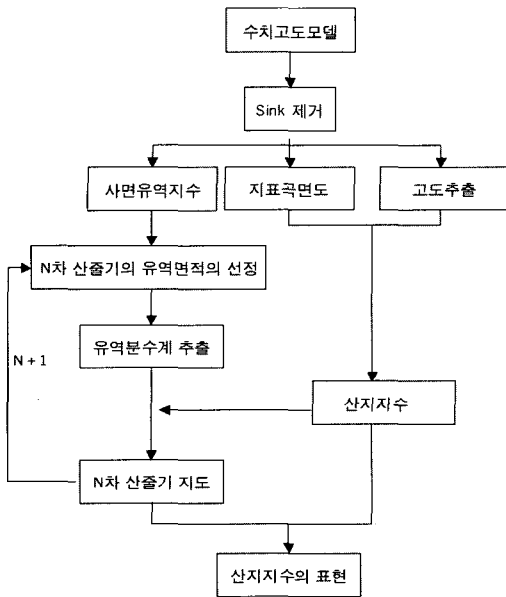 수치고도모델
Sink 제거
사면유역지수
지표곡면도
고도추출
N차 산줄기의 유역면적의 선정
유역분수계 추출
N + 1
산지지수
N차 산줄기 지도
산지지수의 표현